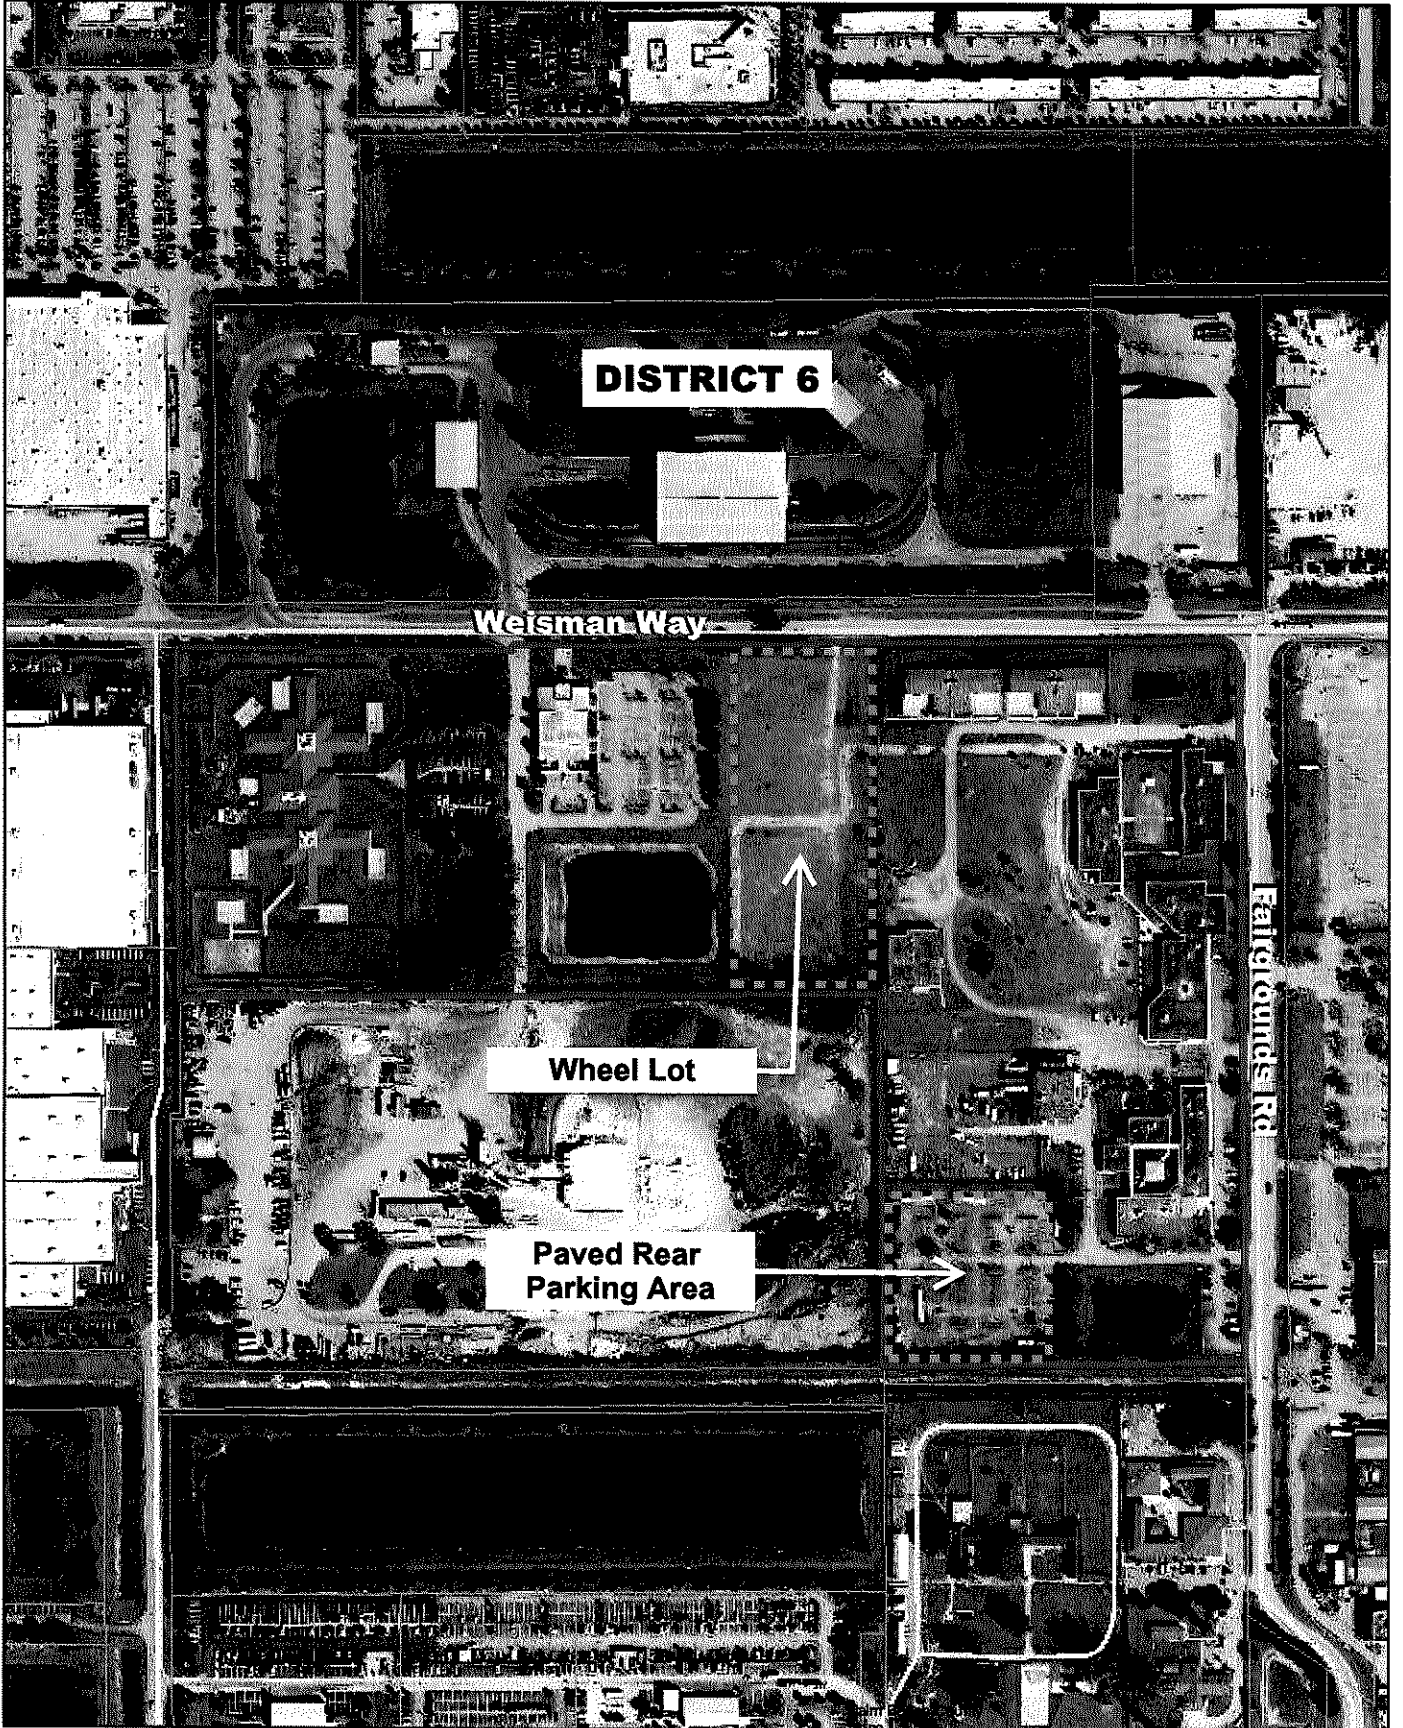 DISTRICT 6
Weisman Way
Fairgrounds Rd
Wheel Lot
Paved Rear
Parking Area